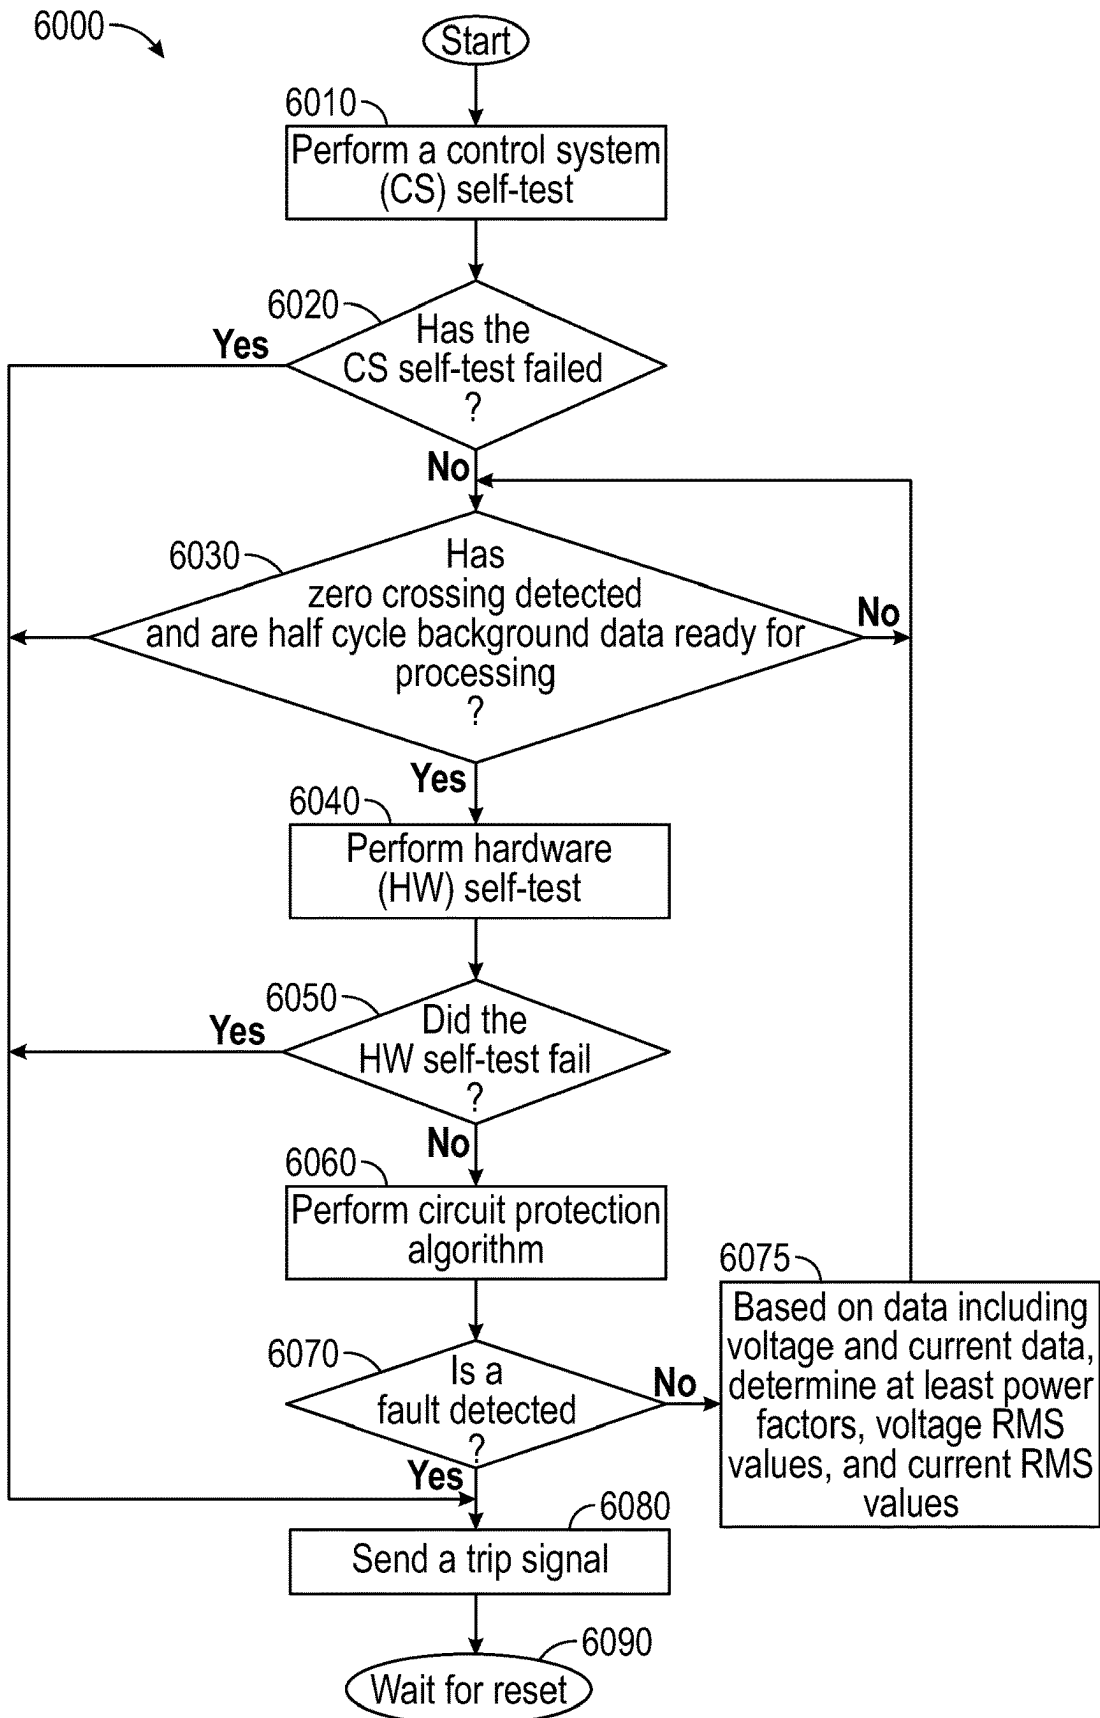 6000
Start
6010
Perform a control system
(CS) self-test
6020
Yes
Has the
CS self-test failed
?
No
6030
Has
zero crossing detected
and are half cycle background data ready for
processing
?
No
Yes
6040
Perform hardware
(HW) self-test
6050
Yes
Did the
HW self-test fail
?
No
6060
Perform circuit protection
algorithm
6070
Is a
fault detected
?
No
6075
Based on data including
voltage and current data,
determine at least power
factors, voltage RMS
values, and current RMS
values
Yes
6080
Send a trip signal
6090
Wait for reset